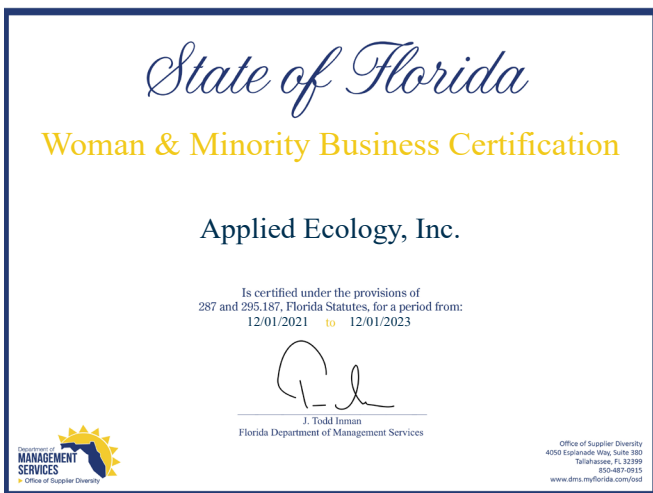 State of Florida
Woman & Minority Business Certification
Applied Ecology, Inc.
Is certified under the provisions of
287 and 295.187, Florida Statutes, for a period from:
12/01/2021 to 12/01/2023
J. Todd Inman
Florida Department of Management Services
Department of
MANAGEMENT
SERVICES
Office of Supplier Diversity
Office of Supplier Diversity
4050 Esplanade Way, Suite 380
Tallahassee, FL 32399
850-487-0915
www.dms.myflorida.com/osd